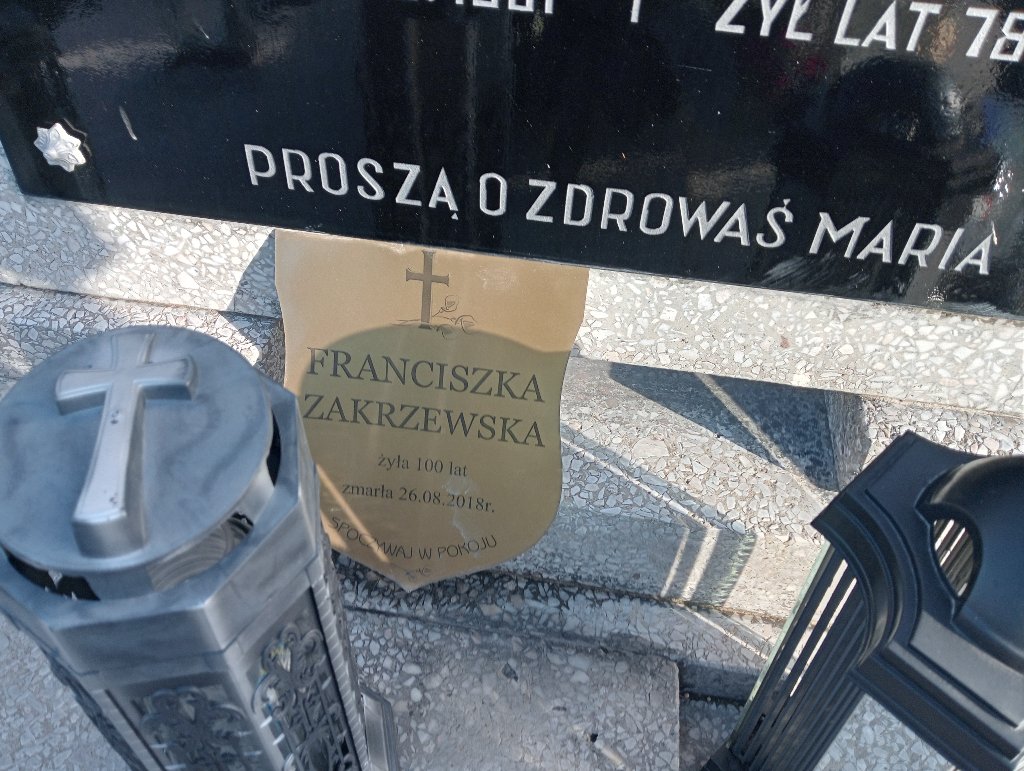 ŻYŁ LAT 78
PROSZĄ O ZDROWAŚ MARIA
FRANCISZKA
ZAKRZEWSKA
żyła 100 lat
zmarła 26.08.2018r.
SPOCZYWAJ W POKOJU